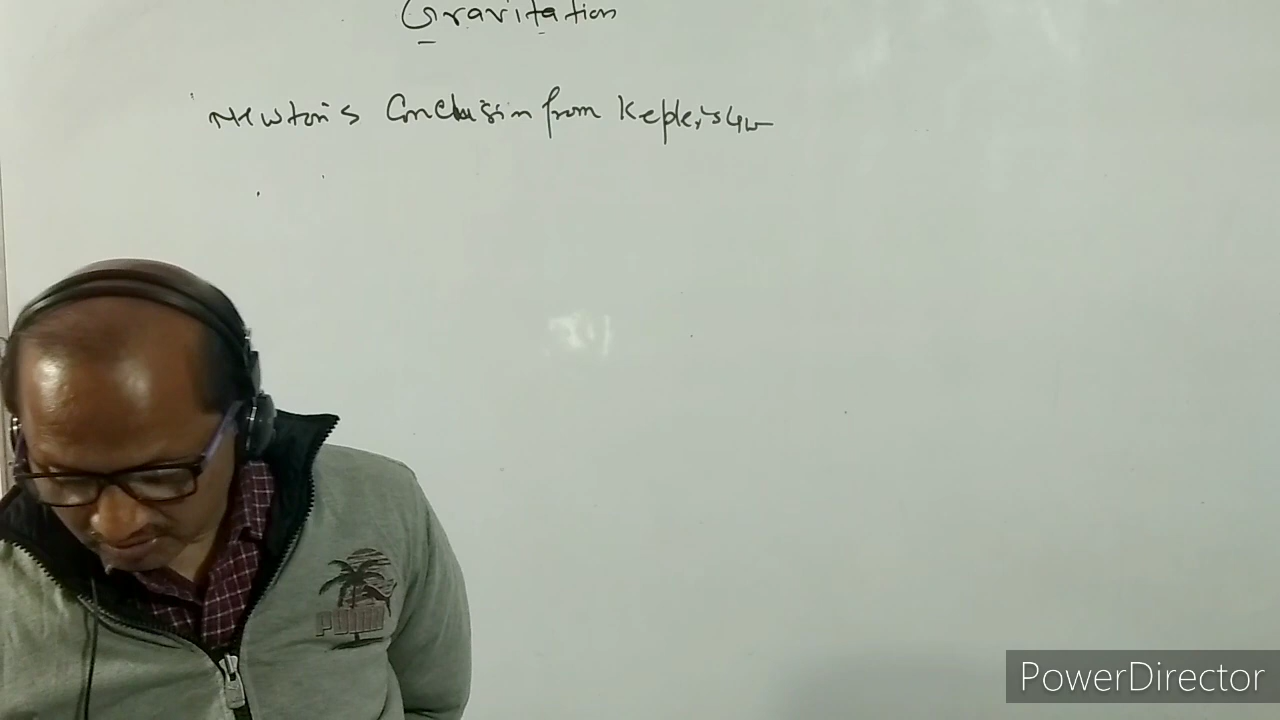 Gravitation
Newton's Conclusion from Kepler's Law
PUMA
PowerDirector